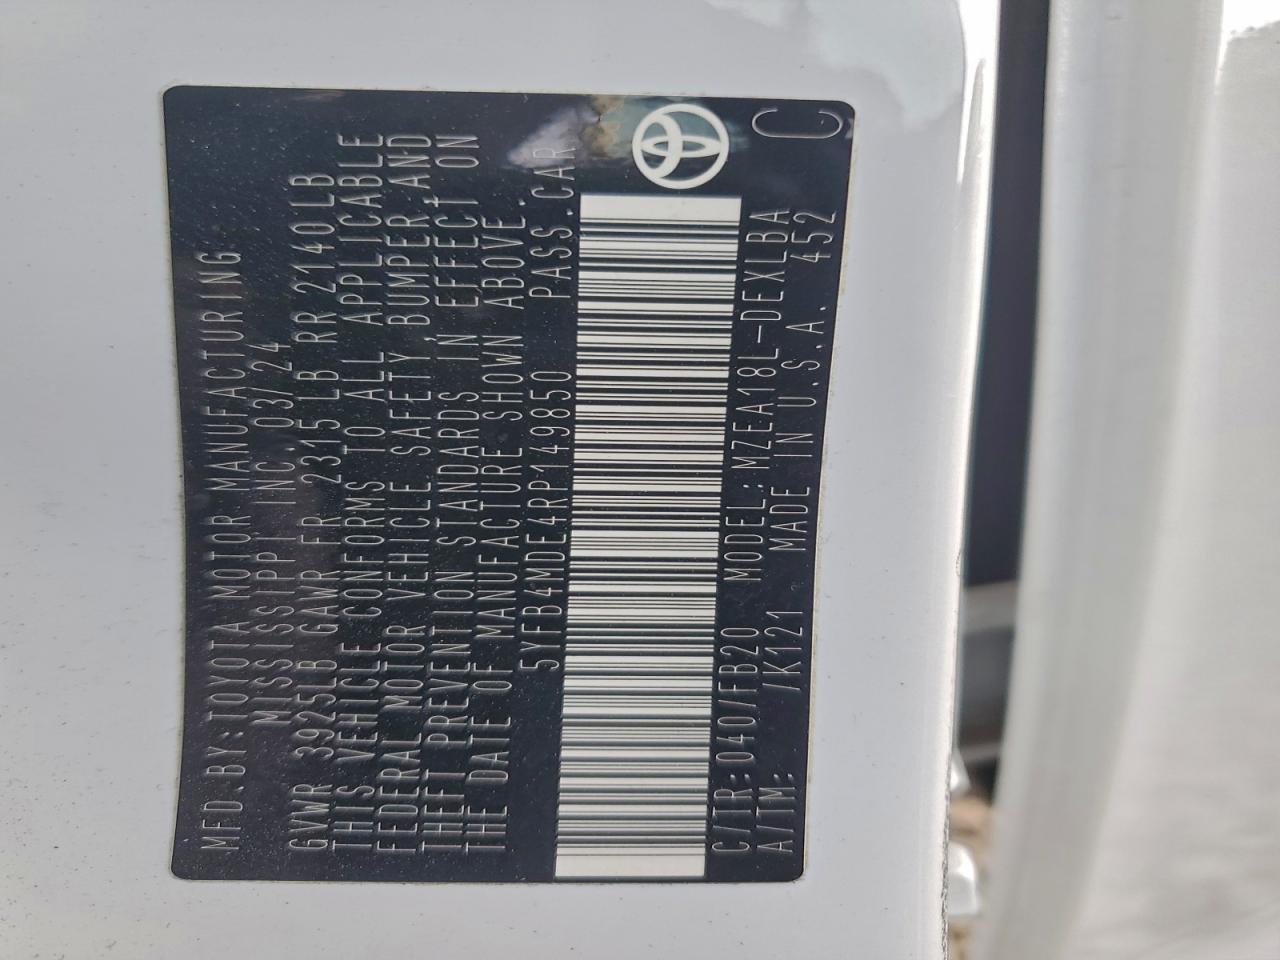 MFD.BY:TOYOTA MOTOR MANUFACTURING
MISSISSIPPI INC. 03/24
GVWR 3925LB GAWR FR 2315LB RR 2140LB
THIS VEHICLE CONFORMS TO ALL APPLICABLE
FEDERAL MOTOR VEHICLE SAFETY,BUMPER,AND
THEFT PREVENTION STANDARDS IN EFFECT ON
THE DATE OF MANUFACTURE SHOWN ABOVE.
5YFB4MDE4RP149850 PASS.CAR
C/TR:040/FB20 MODEL:MZEA18L-DEXLBA
A/TM: /K121 MADE IN U.S.A. 452 C